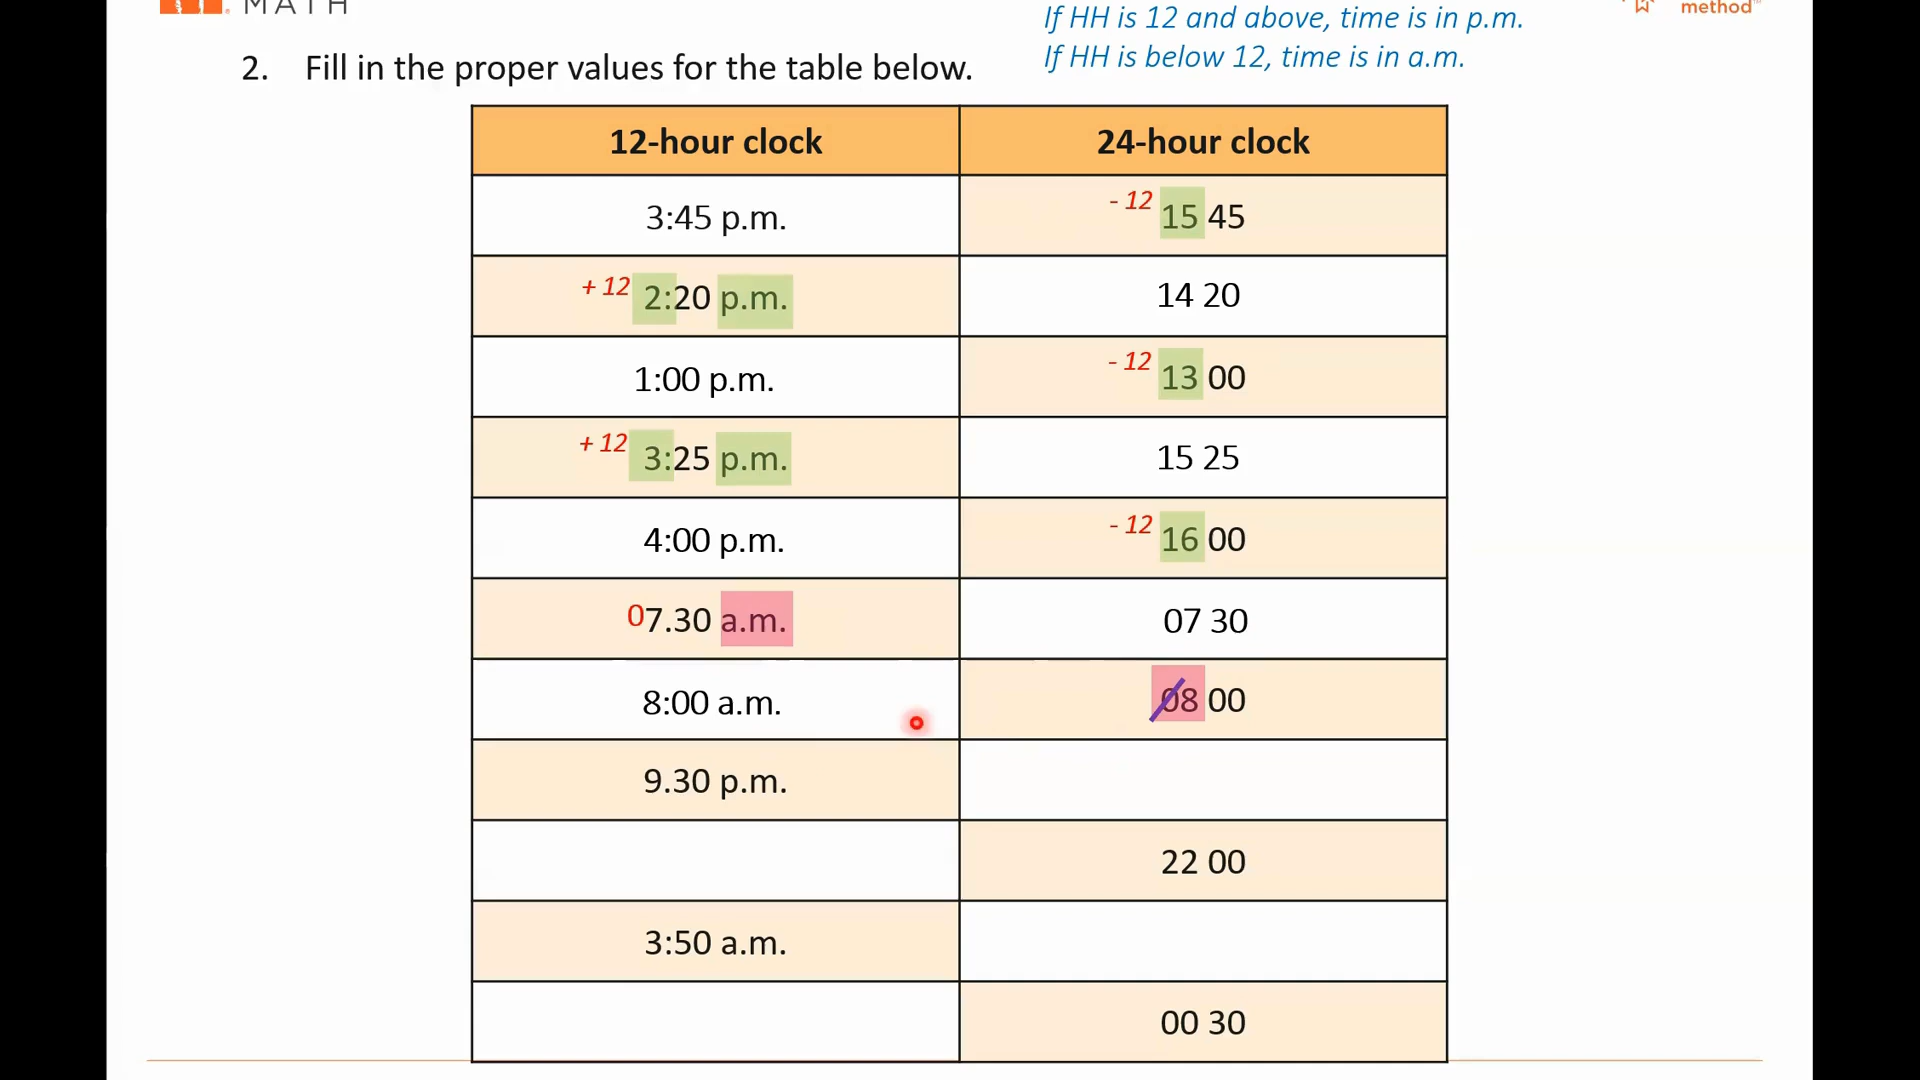 MATH
If HH is 12 and above, time is in p.m.
method™
If HH is below 12, time is in a.m.
2. Fill in the proper values for the table below.
12-hour clock 24-hour clock
3:45 p.m. - 12 15 45
+ 12 2:20 p.m. 14 20
1:00 p.m. - 12 13 00
+ 12 3:25 p.m. 15 25
4:00 p.m. - 12 16 00
07.30 a.m. 07 30
8:00 a.m. 08 00
9.30 p.m.
22 00
3:50 a.m.
00 30